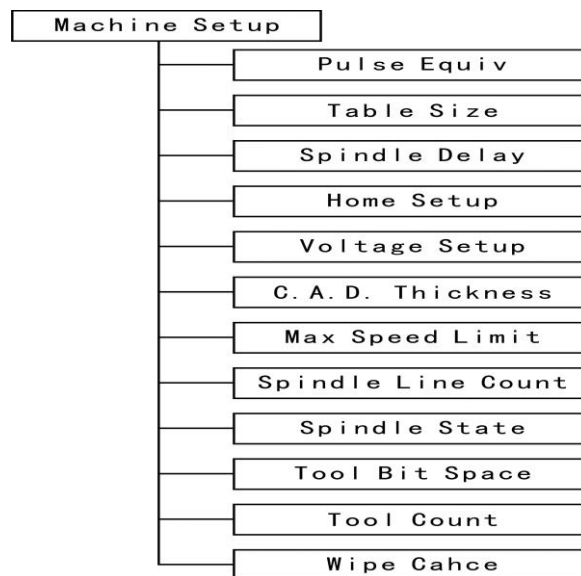 Machine Setup
Pulse Equiv
Table Size
Spindle Delay
Home Setup
Voltage Setup
C.A.D. Thickness
Max Speed Limit
Spindle Line Count
Spindle State
Tool Bit Space
Tool Count
Wipe Cahce